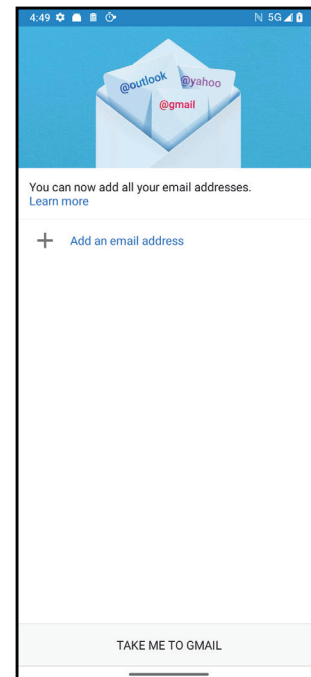 4:49 5G
@outlook
@yahoo
@gmail
You can now add all your email addresses.
Learn more
Add an email address
TAKE ME TO GMAIL